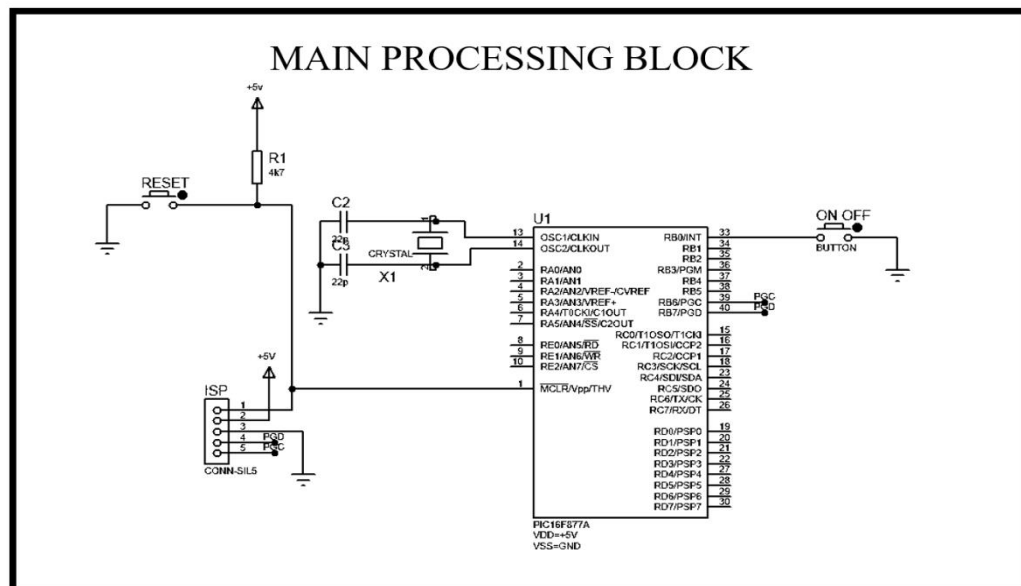 MAIN PROCESSING BLOCK
+5v
R1
4k7
RESET
C2
22p
C3
22p
1
CRYSTAL
2
X1
U1
13 OSC1/CLKIN
14 OSC2/CLKOUT
2 RA0/AN0
3 RA1/AN1
4 RA2/AN2/VREF-/CVREF
5 RA3/AN3/VREF+
6 RA4/T0CKI/C1OUT
7 RA5/AN4/SS/C2OUT
8 RE0/AN5/RD
9 RE1/AN6/WR
10 RE2/AN7/CS
1 MCLR/Vpp/THV
RB0/INT 33
RB1 34
RB2 35
RB3/PGM 36
RB4 37
RB5 38
RB6/PGC 39 PGC
RB7/PGD 40 PGD
RC0/T1OSO/T1CKI 15
RC1/T1OSI/CCP2 16
RC2/CCP1 17
RC3/SCK/SCL 18
RC4/SDI/SDA 23
RC5/SDO 24
RC6/TX/CK 25
RC7/RX/DT 26
RD0/PSP0 19
RD1/PSP1 20
RD2/PSP2 21
RD3/PSP3 22
RD4/PSP4 27
RD5/PSP5 28
RD6/PSP6 29
RD7/PSP7 30
PIC16F877A
VDD=+5V
VSS=GND
ON OFF
BUTTON
+5V
ISP
1
2
3
4 PGD
5 PGC
CONN-SIL5